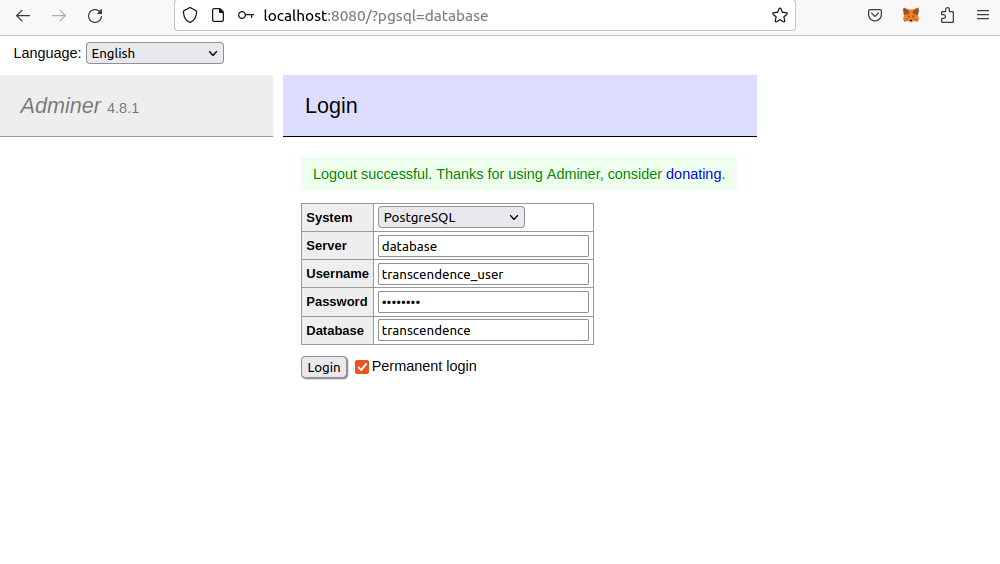 localhost:8080/?pgsql=database
Language: English
Adminer 4.8.1
Login
Logout successful. Thanks for using Adminer, consider donating.
System PostgreSQL
Server database
Username transcendence_user
Password ••••••••
Database transcendence
Login Permanent login